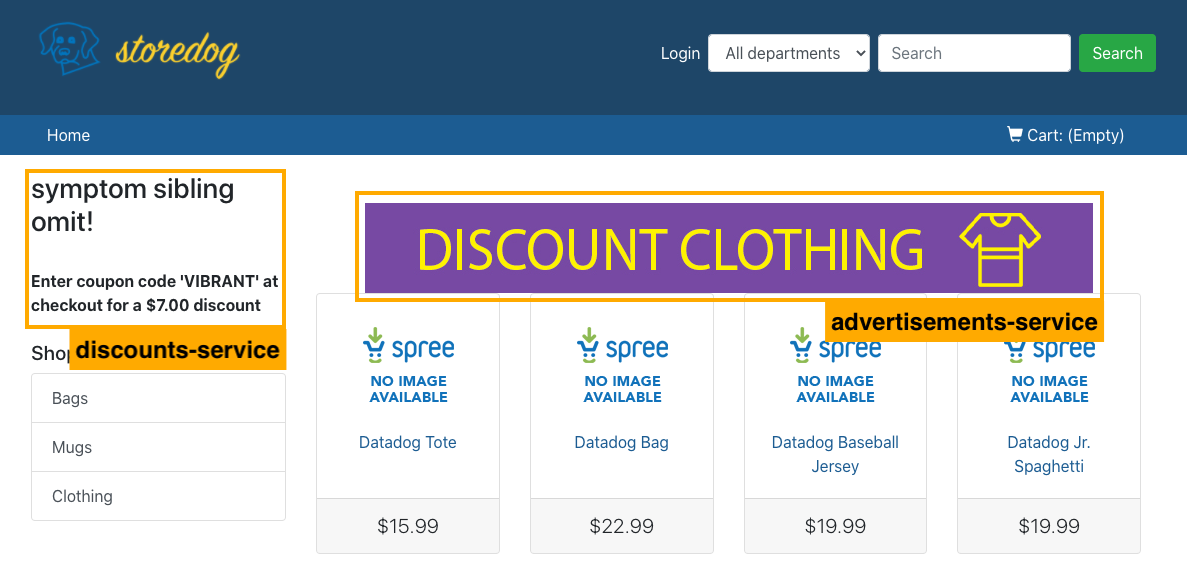 storedog
Login
All departments
Search
Search
Home
Cart: (Empty)
symptom sibling
omit!
Enter coupon code 'VIBRANT' at
checkout for a $7.00 discount
discounts-service
DISCOUNT CLOTHING
advertisements-service
Bags
Mugs
Clothing
spree
NO IMAGE
AVAILABLE
Datadog Tote
$15.99
spree
NO IMAGE
AVAILABLE
Datadog Bag
$22.99
spree
NO IMAGE
AVAILABLE
Datadog Baseball
Jersey
$19.99
spree
NO IMAGE
AVAILABLE
Datadog Jr.
Spaghetti
$19.99